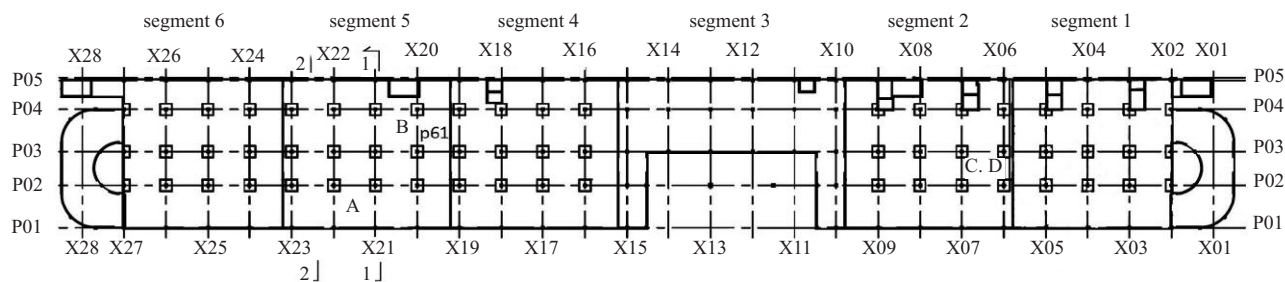 segment 6 segment 5 segment 4 segment 3 segment 2 segment 1
X28 X26 X24 2 X22 1 X20 X18 X16 X14 X12 X10 X08 X06 X04 X02 X01
P05 P05
P04 P04
B p61
P03 P03
C. D
P02 P02
A
P01 P01
X28 X27 X25 X23 X21 X19 X17 X15 X13 X11 X09 X07 X05 X03 X01
2 1